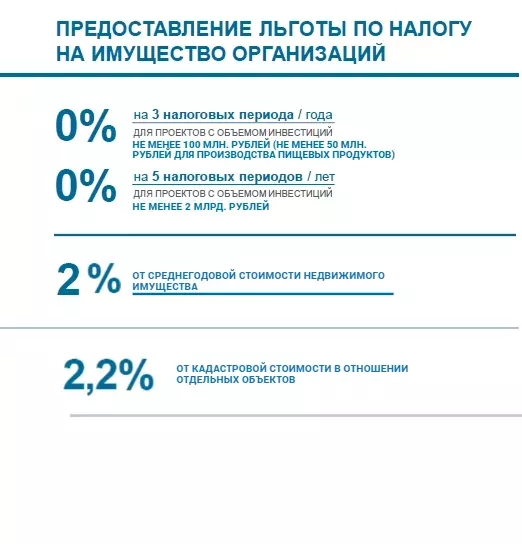 ПРЕДОСТАВЛЕНИЕ ЛЬГОТЫ ПО НАЛОГУ
НА ИМУЩЕСТВО ОРГАНИЗАЦИЙ
0% на 3 налоговых периода / года
ДЛЯ ПРОЕКТОВ С ОБЪЕМОМ ИНВЕСТИЦИЙ
НЕ МЕНЕЕ 100 МЛН. РУБЛЕЙ (НЕ МЕНЕЕ 50 МЛН.
РУБЛЕЙ ДЛЯ ПРОИЗВОДСТВА ПИЩЕВЫХ ПРОДУКТОВ)
0% на 5 налоговых периодов / лет
ДЛЯ ПРОЕКТОВ С ОБЪЕМОМ ИНВЕСТИЦИЙ
НЕ МЕНЕЕ 2 МЛРД. РУБЛЕЙ
2 % ОТ СРЕДНЕГОДОВОЙ СТОИМОСТИ НЕДВИЖИМОГО
ИМУЩЕСТВА
2,2% ОТ КАДАСТРОВОЙ СТОИМОСТИ В ОТНОШЕНИИ
ОТДЕЛЬНЫХ ОБЪЕКТОВ